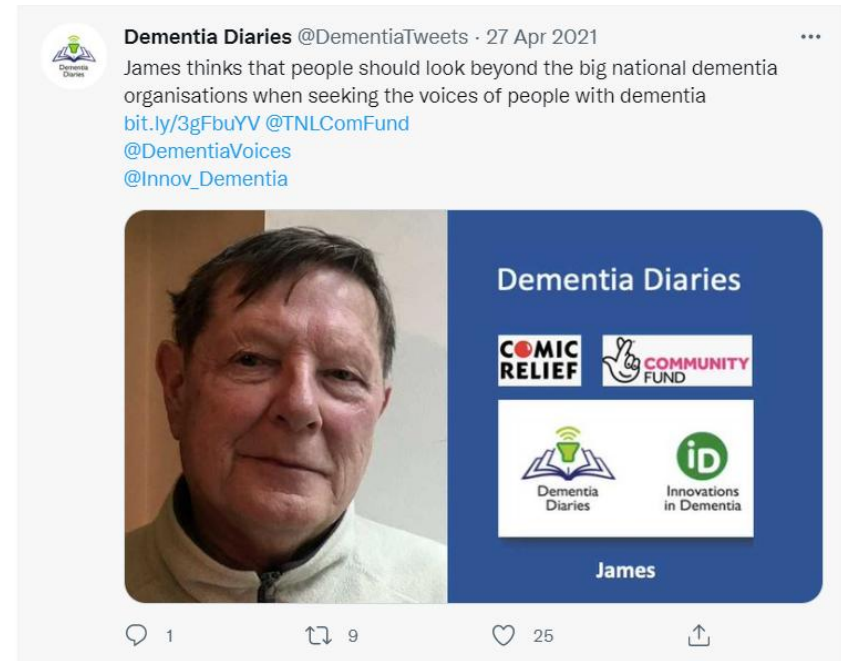 Dementia Diaries @DementiaTweets · 27 Apr 2021
Dementia
Diaries
James thinks that people should look beyond the big national dementia
organisations when seeking the voices of people with dementia
bit.ly/3gFbuYV @TNLComFund
@DementiaVoices
@Innov_Dementia
Dementia Diaries
COMIC
RELIEF
COMMUNITY
FUND
Dementia
Diaries
iD
Innovations
in Dementia
James
1 9 25